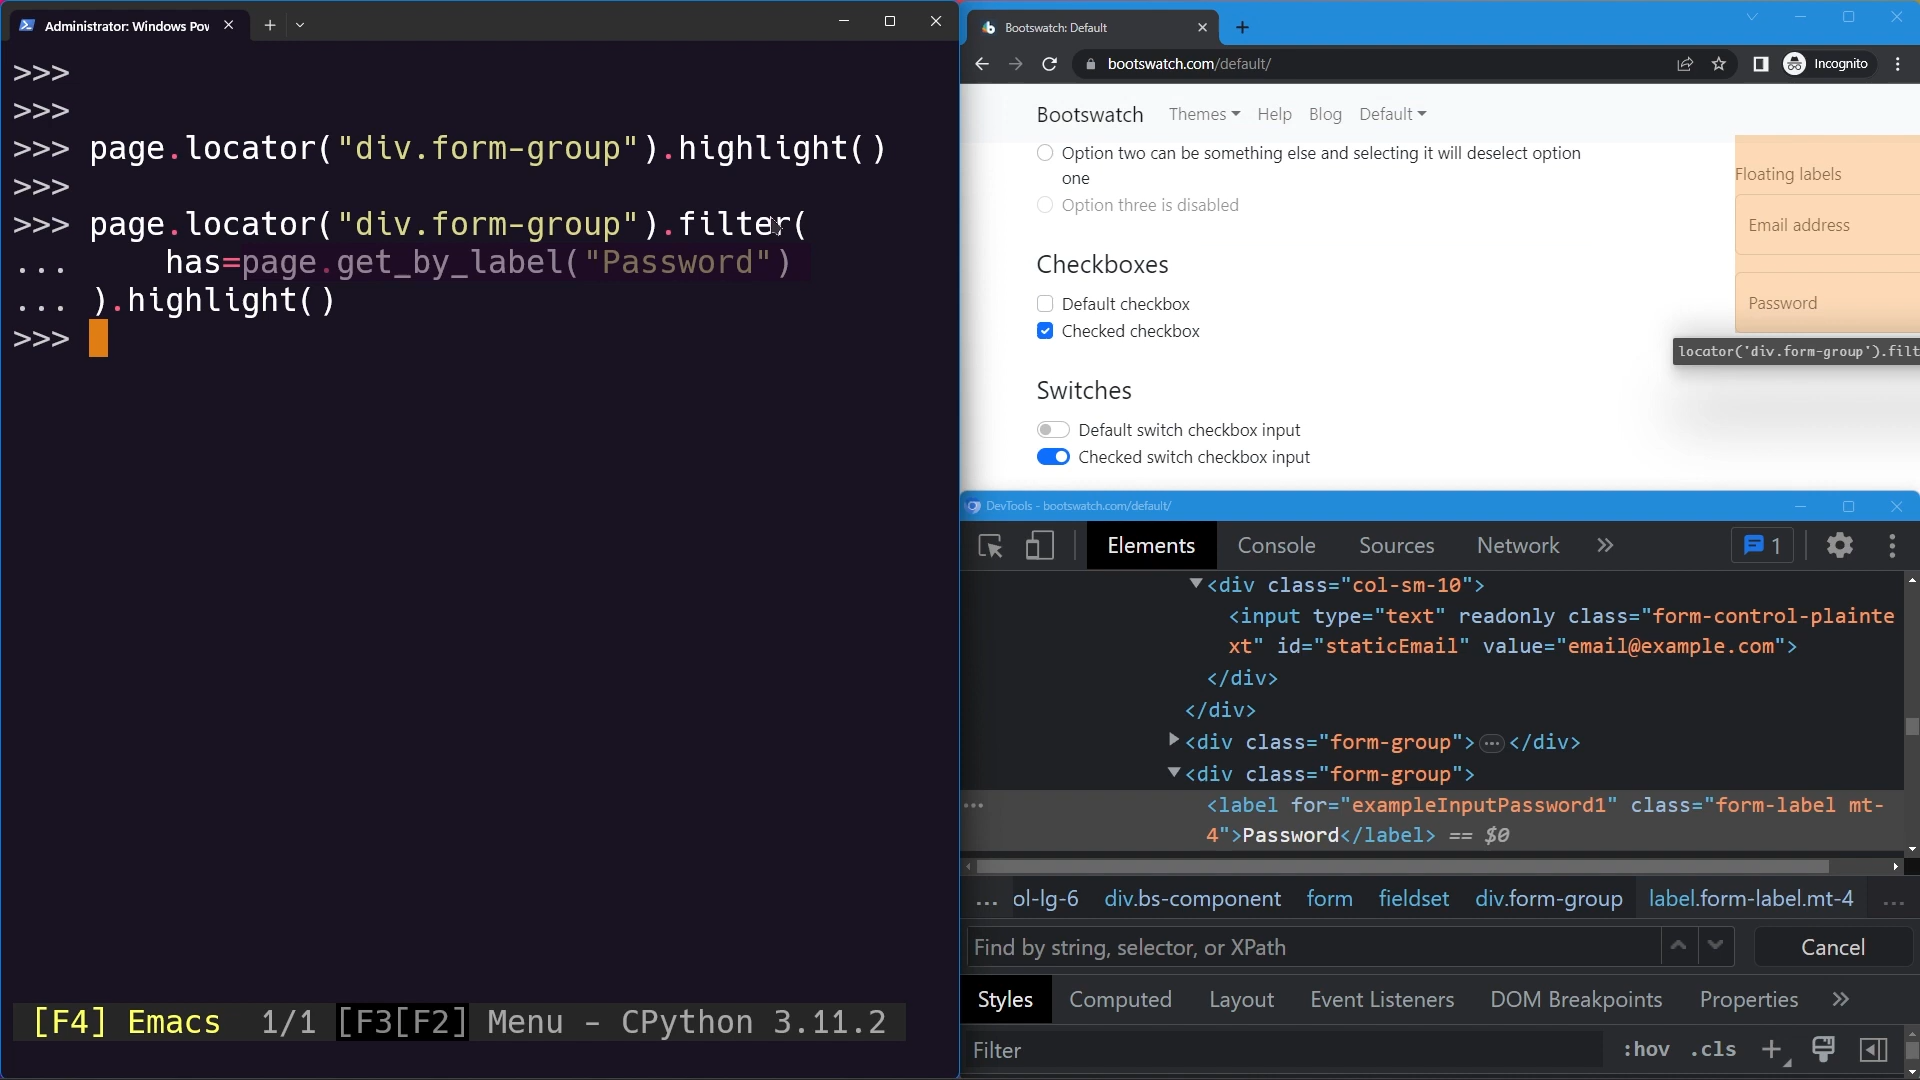 Administrator: Windows Pow
>>>
>>>
>>> page.locator("div.form-group").highlight()
>>>
>>> page.locator("div.form-group").filter(
... has=page.get_by_label("Password")
... ).highlight()
>>>
[F4] Emacs 1/1 [F3[F2] Menu - CPython 3.11.2
Bootswatch: Default
bootswatch.com/default/
Incognito
Bootswatch Themes Help Blog Default
Option two can be something else and selecting it will deselect option
one
Option three is disabled
Checkboxes
Default checkbox
Checked checkbox
Switches
Default switch checkbox input
Checked switch checkbox input
Floating labels
Email address
Password
locator('div.form-group').filt
DevTools - bootswatch.com/default/
Elements Console Sources Network » 1
<div class="col-sm-10">
<input type="text" readonly class="form-control-plainte
xt" id="staticEmail" value="email@example.com">
</div>
</div>
<div class="form-group">…</div>
<div class="form-group">
<label for="exampleInputPassword1" class="form-label mt-
4">Password</label> == $0
... ol-lg-6 div.bs-component form fieldset div.form-group label.form-label.mt-4 ...
Find by string, selector, or XPath Cancel
Styles Computed Layout Event Listeners DOM Breakpoints Properties »
Filter :hov .cls +